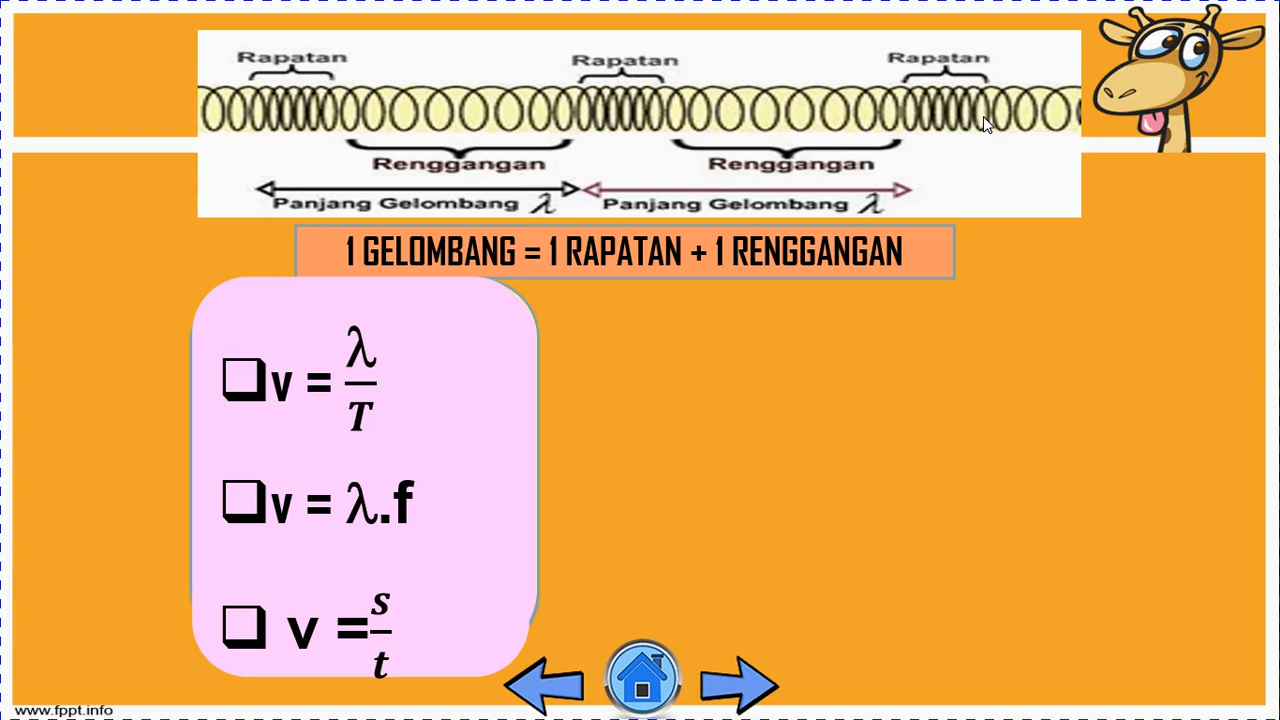 Rapatan Rapatan Rapatan
Renggangan Renggangan
Panjang Gelombang λ Panjang Gelombang λ
1 GELOMBANG = 1 RAPATAN + 1 RENGGANGAN
❑v = λ/T
❑v = λ.f
❑ v = s/t
www.fppt.info